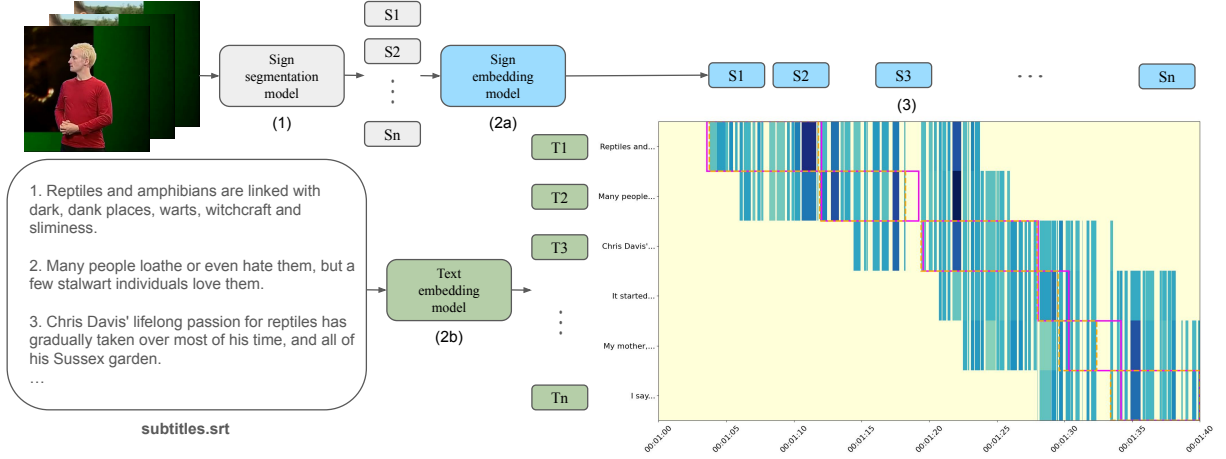 S1
S2
Sign
segmentation
model
(1)
⋮
Sn
Sign
embedding
model
(2a)
S1
S2
S3
. . .
Sn
(3)
1. Reptiles and amphibians are linked with
dark, dank places, warts, witchcraft and
sliminess.
2. Many people loathe or even hate them, but a
few stalwart individuals love them.
3. Chris Davis' lifelong passion for reptiles has
gradually taken over most of his time, and all of
his Sussex garden.
…
subtitles.srt
Text
embedding
model
(2b)
T1
T2
T3
⋮
Tn
Reptiles and...
Many people...
Chris Davis'...
It started...
My mother,...
I say...
00:01:00
00:01:05
00:01:10
00:01:15
00:01:20
00:01:25
00:01:30
00:01:35
00:01:40